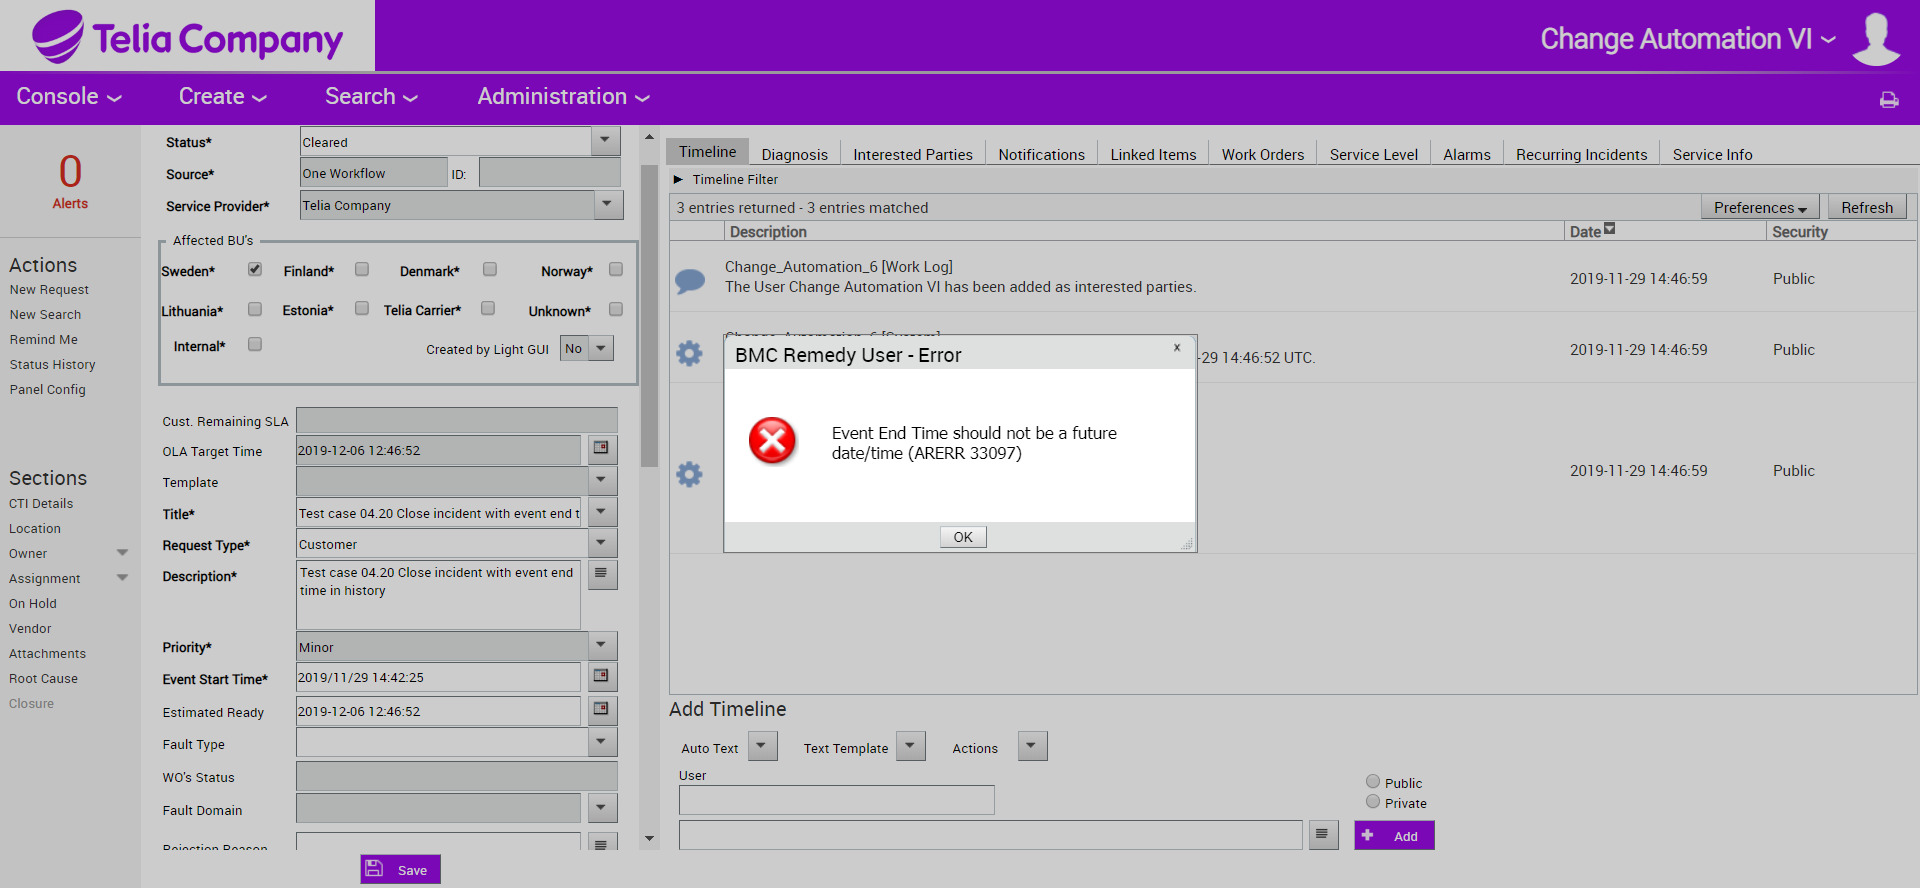 Telia Company
Change Automation VI
Console
Create
Search
Administration
0
Alerts
Actions
New Request
New Search
Remind Me
Status History
Panel Config
Sections
CTI Details
Location
Owner
Assignment
On Hold
Vendor
Attachments
Root Cause
Closure
Status*
Cleared
Source*
One Workflow
ID:
Service Provider*
Telia Company
Affected BU's
Sweden*
Finland*
Denmark*
Norway*
Lithuania*
Estonia*
Telia Carrier*
Unknown*
Internal*
Created by Light GUI
No
Cust. Remaining SLA
OLA Target Time
2019-12-06 12:46:52
Template
Title*
Test case 04.20 Close incident with event end t
Request Type*
Customer
Description*
Test case 04.20 Close incident with event end
time in history
Priority*
Minor
Event Start Time*
2019/11/29 14:42:25
Estimated Ready
2019-12-06 12:46:52
Fault Type
WO's Status
Fault Domain
Rejection Reason
Save
Timeline
Diagnosis
Interested Parties
Notifications
Linked Items
Work Orders
Service Level
Alarms
Recurring Incidents
Service Info
Timeline Filter
3 entries returned - 3 entries matched
Preferences
Refresh
Description
Date
Security
Change_Automation_6 [Work Log]
The User Change Automation VI has been added as interested parties.
2019-11-29 14:46:59
Public
Change_Automation_6 [System]
-29 14:46:52 UTC.
2019-11-29 14:46:59
Public
2019-11-29 14:46:59
Public
BMC Remedy User - Error
x
Event End Time should not be a future
date/time (ARERR 33097)
OK
Add Timeline
Auto Text
Text Template
Actions
User
Public
Private
Add